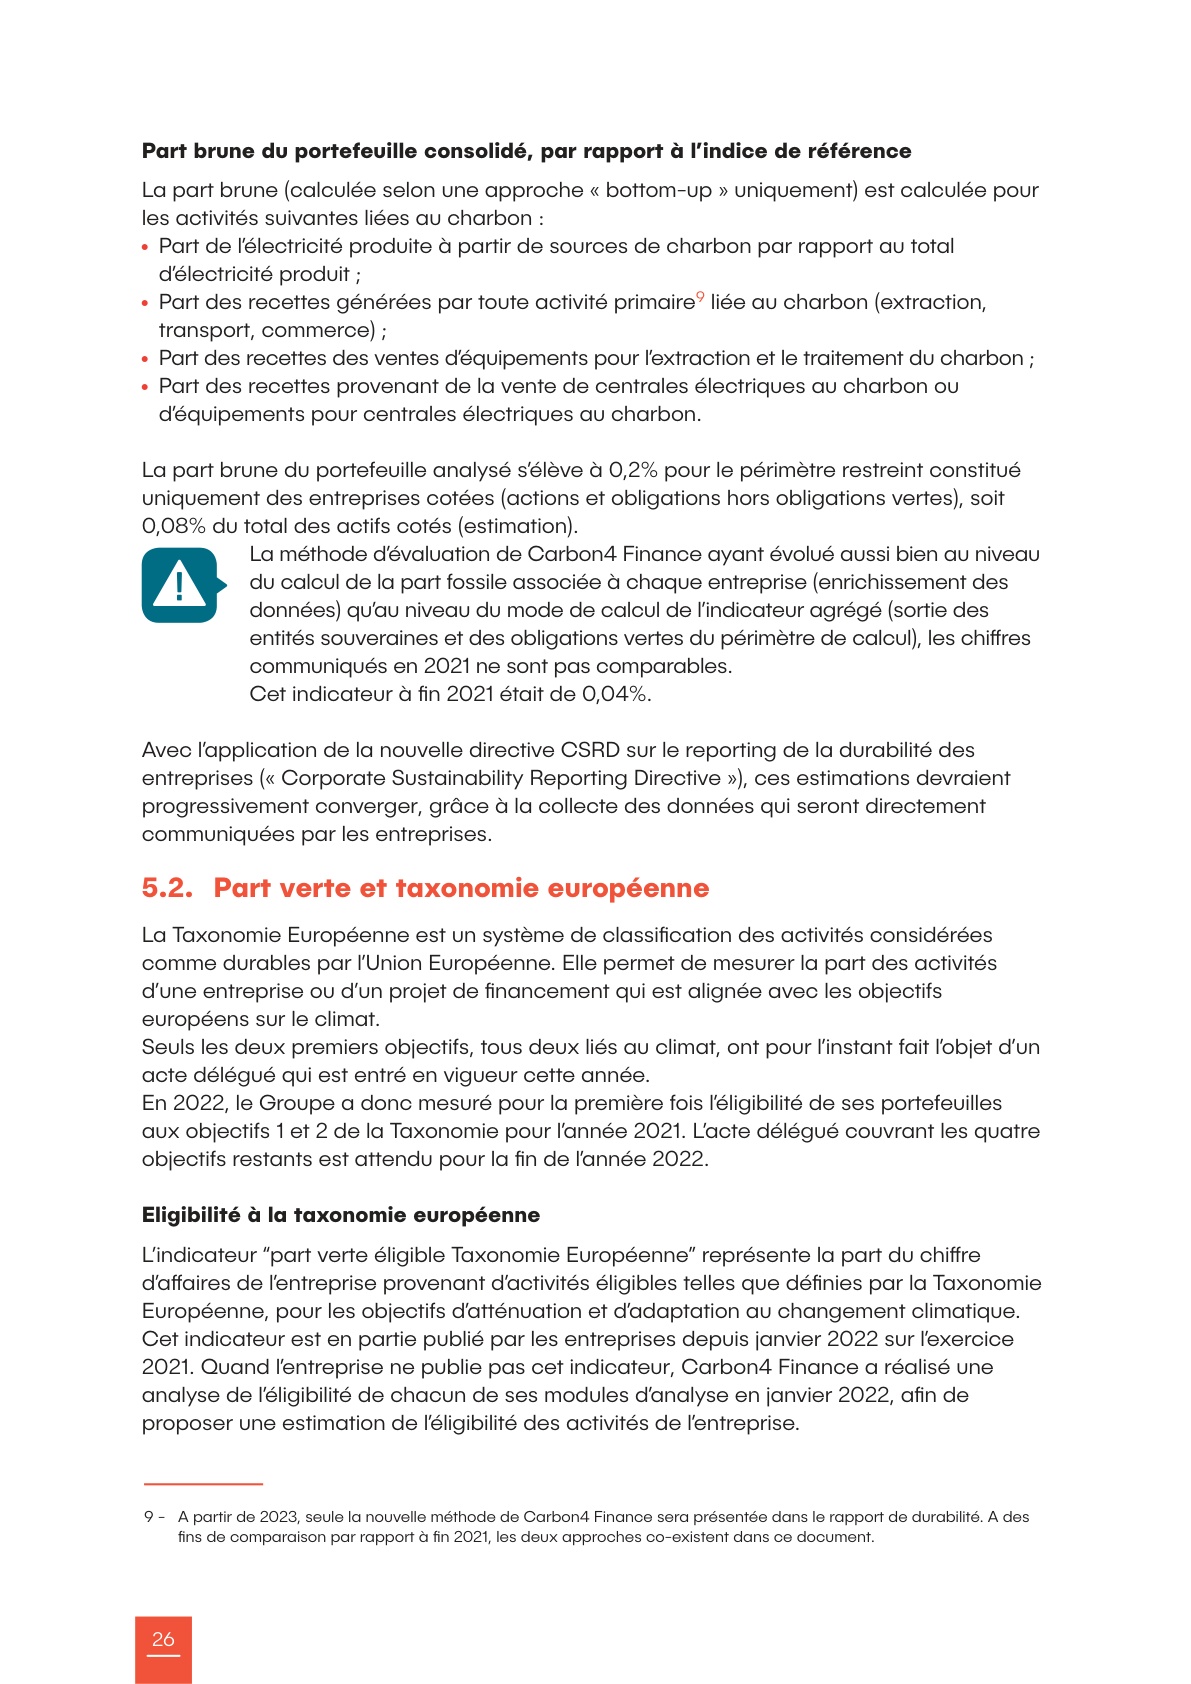 Part brune du portefeuille consolidé, par rapport à l’indice de référence
La part brune (calculée selon une approche « bottom-up » uniquement) est calculée pour
les activités suivantes liées au charbon :
• Part de l’électricité produite à partir de sources de charbon par rapport au total
d’électricité produit ;
• Part des recettes générées par toute activité primaire9 liée au charbon (extraction,
transport, commerce) ;
• Part des recettes des ventes d’équipements pour l’extraction et le traitement du charbon ;
• Part des recettes provenant de la vente de centrales électriques au charbon ou
d’équipements pour centrales électriques au charbon.
La part brune du portefeuille analysé s’élève à 0,2% pour le périmètre restreint constitué
uniquement des entreprises cotées (actions et obligations hors obligations vertes), soit
0,08% du total des actifs cotés (estimation).
La méthode d’évaluation de Carbon4 Finance ayant évolué aussi bien au niveau
du calcul de la part fossile associée à chaque entreprise (enrichissement des
données) qu’au niveau du mode de calcul de l’indicateur agrégé (sortie des
entités souveraines et des obligations vertes du périmètre de calcul), les chiffres
communiqués en 2021 ne sont pas comparables.
Cet indicateur à fin 2021 était de 0,04%.
Avec l’application de la nouvelle directive CSRD sur le reporting de la durabilité des
entreprises (« Corporate Sustainability Reporting Directive »), ces estimations devraient
progressivement converger, grâce à la collecte des données qui seront directement
communiquées par les entreprises.
5.2. Part verte et taxonomie européenne
La Taxonomie Européenne est un système de classification des activités considérées
comme durables par l’Union Européenne. Elle permet de mesurer la part des activités
d’une entreprise ou d’un projet de financement qui est alignée avec les objectifs
européens sur le climat.
Seuls les deux premiers objectifs, tous deux liés au climat, ont pour l’instant fait l’objet d’un
acte délégué qui est entré en vigueur cette année.
En 2022, le Groupe a donc mesuré pour la première fois l’éligibilité de ses portefeuilles
aux objectifs 1 et 2 de la Taxonomie pour l’année 2021. L’acte délégué couvrant les quatre
objectifs restants est attendu pour la fin de l’année 2022.
Eligibilité à la taxonomie européenne
L’indicateur “part verte éligible Taxonomie Européenne” représente la part du chiffre
d’affaires de l’entreprise provenant d’activités éligibles telles que définies par la Taxonomie
Européenne, pour les objectifs d’atténuation et d’adaptation au changement climatique.
Cet indicateur est en partie publié par les entreprises depuis janvier 2022 sur l’exercice
2021. Quand l’entreprise ne publie pas cet indicateur, Carbon4 Finance a réalisé une
analyse de l’éligibilité de chacun de ses modules d’analyse en janvier 2022, afin de
proposer une estimation de l’éligibilité des activités de l’entreprise.
9 - A partir de 2023, seule la nouvelle méthode de Carbon4 Finance sera présentée dans le rapport de durabilité. A des
fins de comparaison par rapport à fin 2021, les deux approches co-existent dans ce document.
26